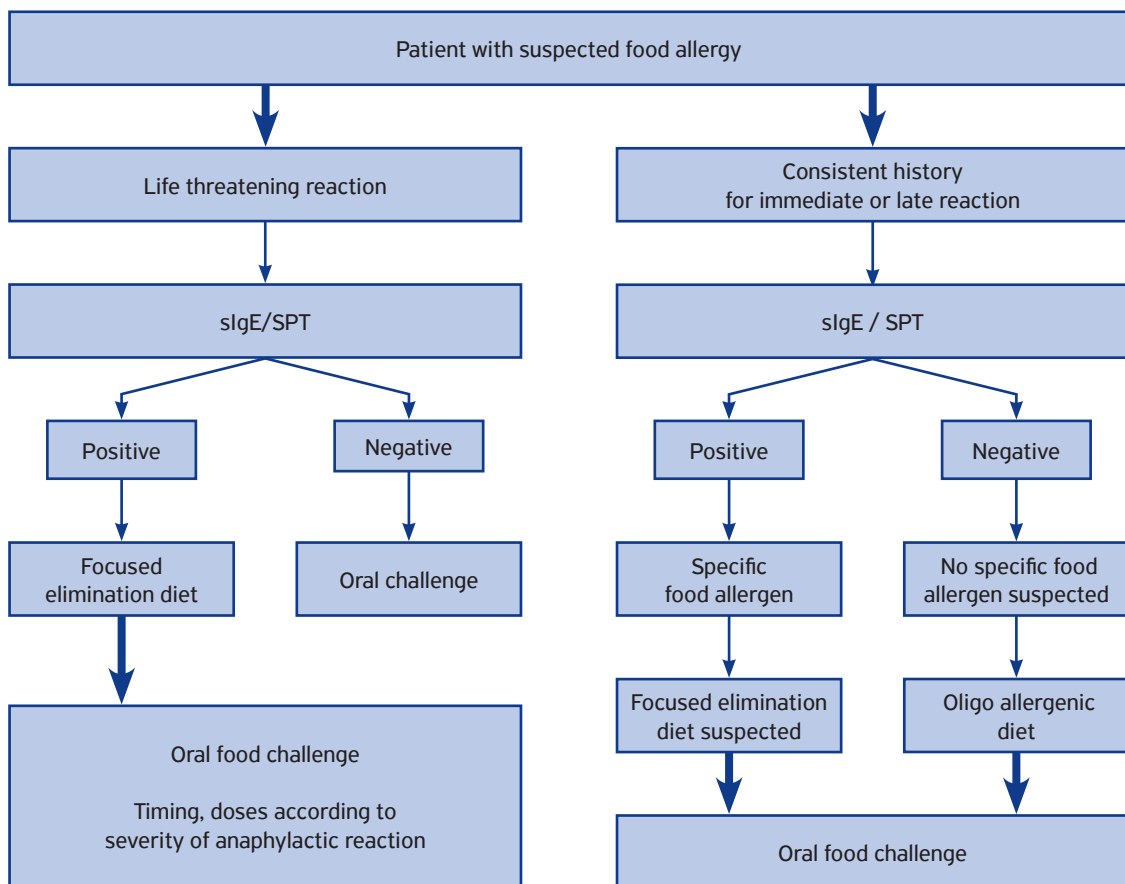 Patient with suspected food allergy
Life threatening reaction
Consistent history
for immediate or late reaction
sIgE/SPT
sIgE / SPT
Positive
Negative
Positive
Negative
Focused
elimination diet
Oral challenge
Specific
food allergen
No specific food
allergen suspected
Focused elimination
diet suspected
Oligo allergenic
diet
Oral food challenge
Timing, doses according to
severity of anaphylactic reaction
Oral food challenge